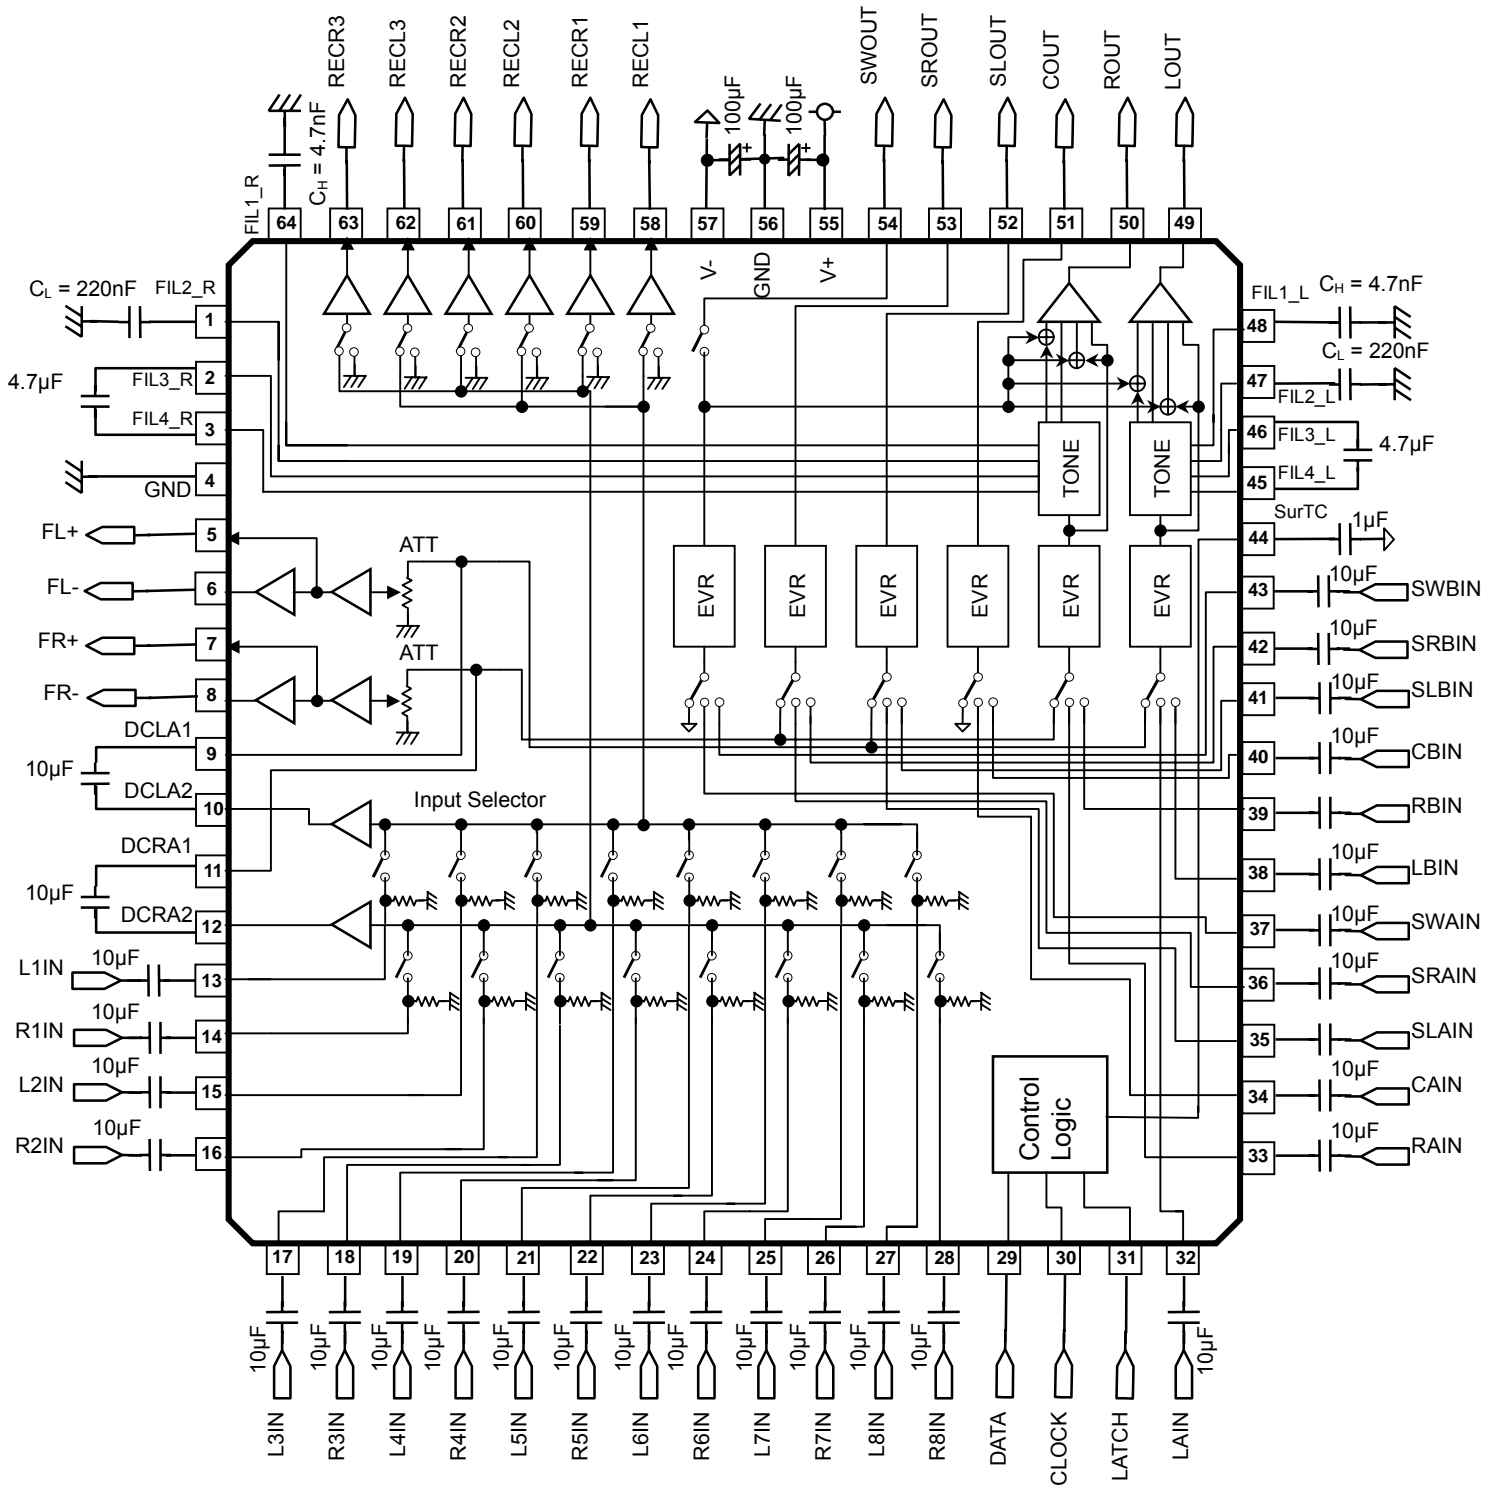 RECR3
RECL3
RECR2
RECL2
RECR1
RECL1
SWOUT
SROUT
SLOUT
COUT
ROUT
LOUT
FIL1_R
CH = 4.7nF
100µF
+
100µF
+
64
63
62
61
60
59
58
57
56
55
54
53
52
51
50
49
V-
GND
V+
CL = 220nF
FIL2_R
1
4.7µF
FIL3_R
2
FIL4_R
3
GND
4
FL+
5
FL-
6
FR+
7
FR-
8
DCLA1
9
10µF
DCLA2
10
DCRA1
11
10µF
DCRA2
12
L1IN
10µF
13
R1IN
10µF
14
L2IN
10µF
15
R2IN
10µF
16
ATT
ATT
Input Selector
TONE
TONE
EVR
EVR
EVR
EVR
EVR
EVR
Control
Logic
FIL1_L
CH = 4.7nF
48
CL = 220nF
47
FIL2_L
46
FIL3_L
4.7µF
45
FIL4_L
SurTC
44
1µF
43
10µF
SWBIN
42
10µF
SRBIN
41
10µF
SLBIN
40
10µF
CBIN
39
10µF
RBIN
38
10µF
LBIN
37
10µF
SWAIN
36
10µF
SRAIN
35
10µF
SLAIN
34
10µF
CAIN
33
10µF
RAIN
17
18
19
20
21
22
23
24
25
26
27
28
29
30
31
32
10µF
10µF
10µF
10µF
10µF
10µF
10µF
10µF
10µF
10µF
10µF
10µF
10µF
L3IN
R3IN
L4IN
R4IN
L5IN
R5IN
L6IN
R6IN
L7IN
R7IN
L8IN
R8IN
DATA
CLOCK
LATCH
LAIN